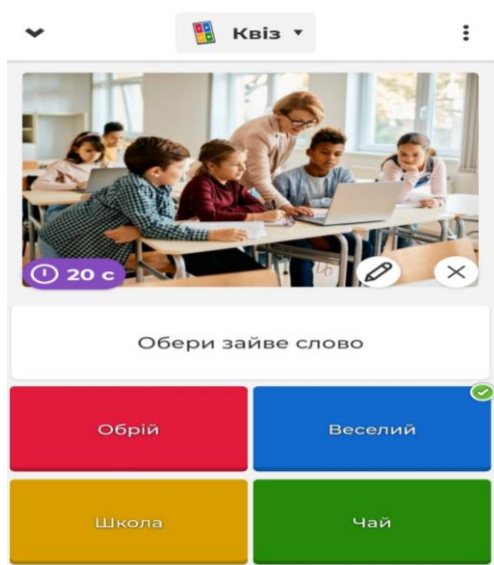 Квіз
20 с
Обери зайве слово
Обрій
Веселий
Школа
Чай